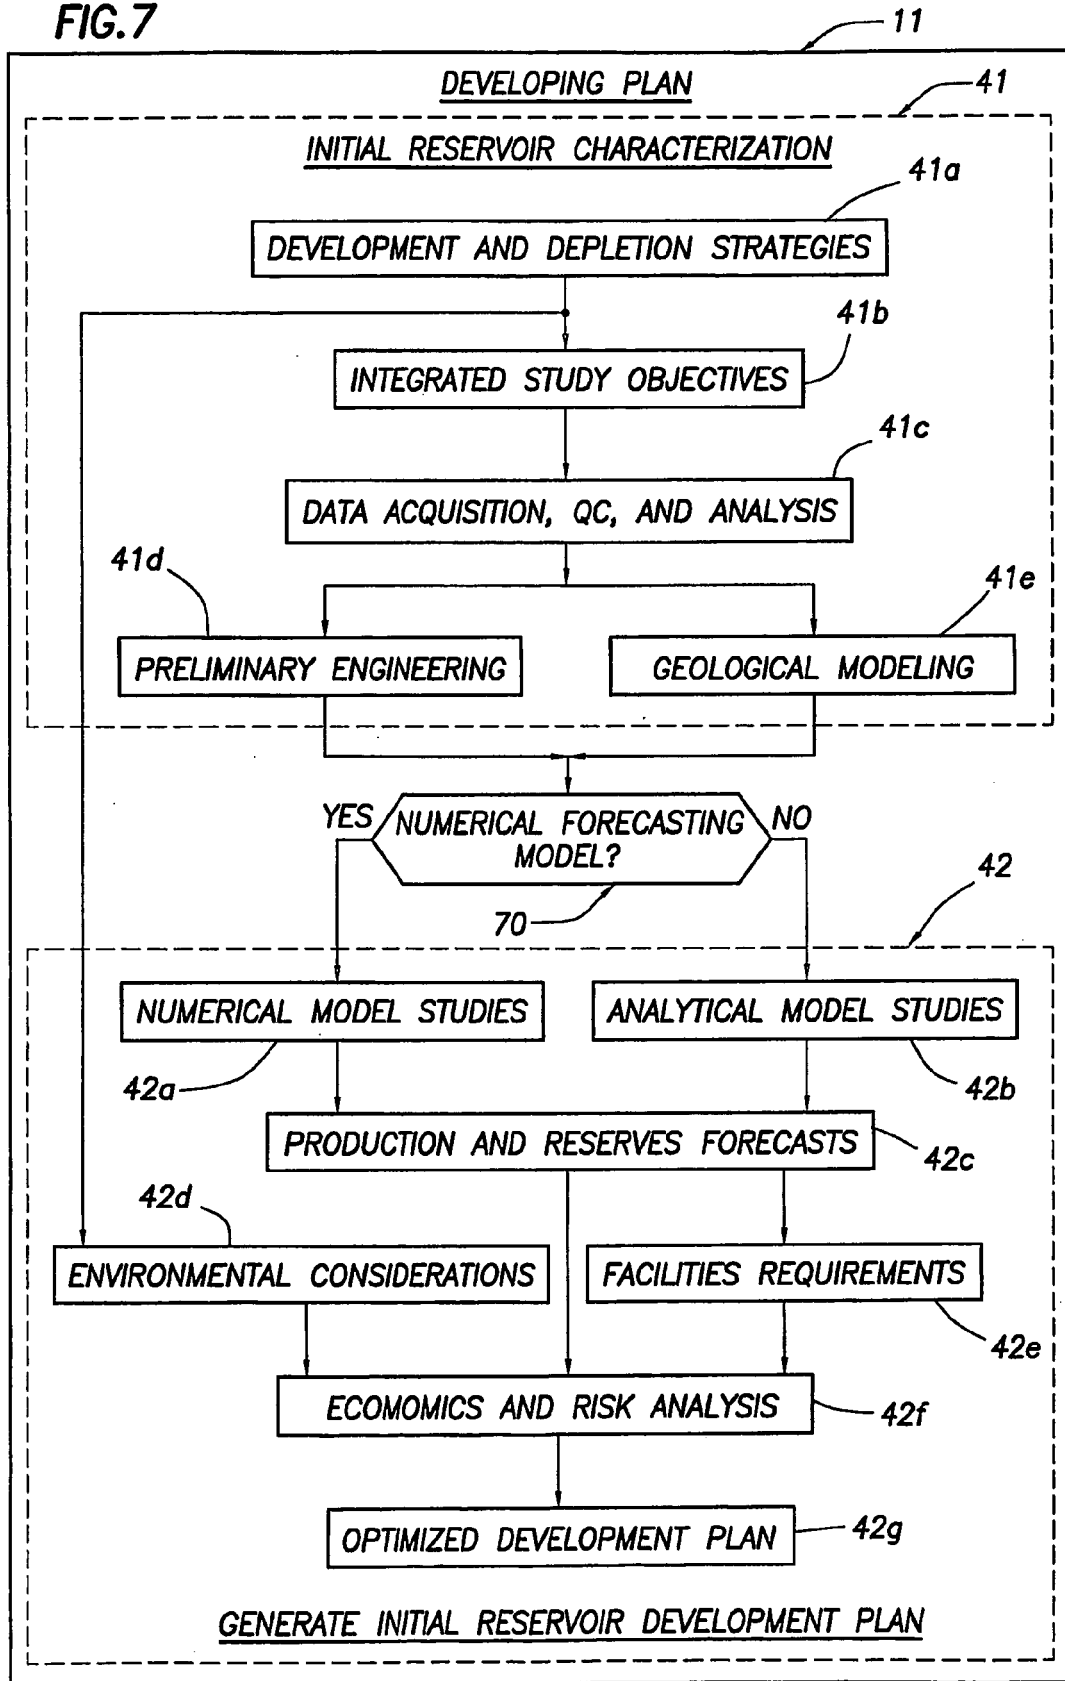 FIG.7
11
DEVELOPING PLAN
41
INITIAL RESERVOIR CHARACTERIZATION
41a
DEVELOPMENT AND DEPLETION STRATEGIES
41b
INTEGRATED STUDY OBJECTIVES
41c
DATA ACQUISITION, QC, AND ANALYSIS
41d
41e
PRELIMINARY ENGINEERING
GEOLOGICAL MODELING
YES
NUMERICAL FORECASTING
MODEL?
NO
70
42
NUMERICAL MODEL STUDIES
ANALYTICAL MODEL STUDIES
42a
42b
PRODUCTION AND RESERVES FORECASTS
42c
42d
ENVIRONMENTAL CONSIDERATIONS
FACILITIES REQUIREMENTS
42e
ECOMOMICS AND RISK ANALYSIS
42f
OPTIMIZED DEVELOPMENT PLAN
42g
GENERATE INITIAL RESERVOIR DEVELOPMENT PLAN